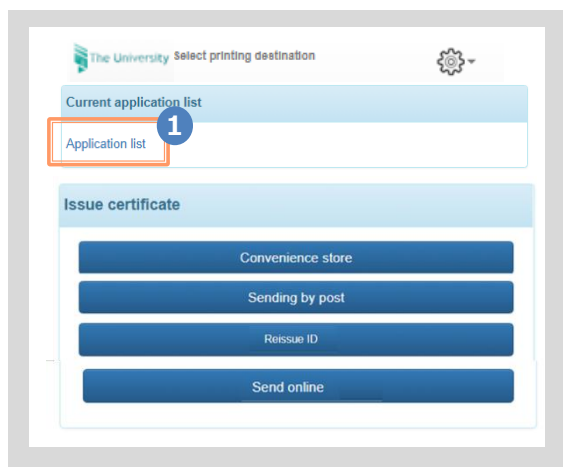 The University Select printing destination
Current application list
Application list
1
Issue certificate
Convenience store
Sending by post
Reissue ID
Send online